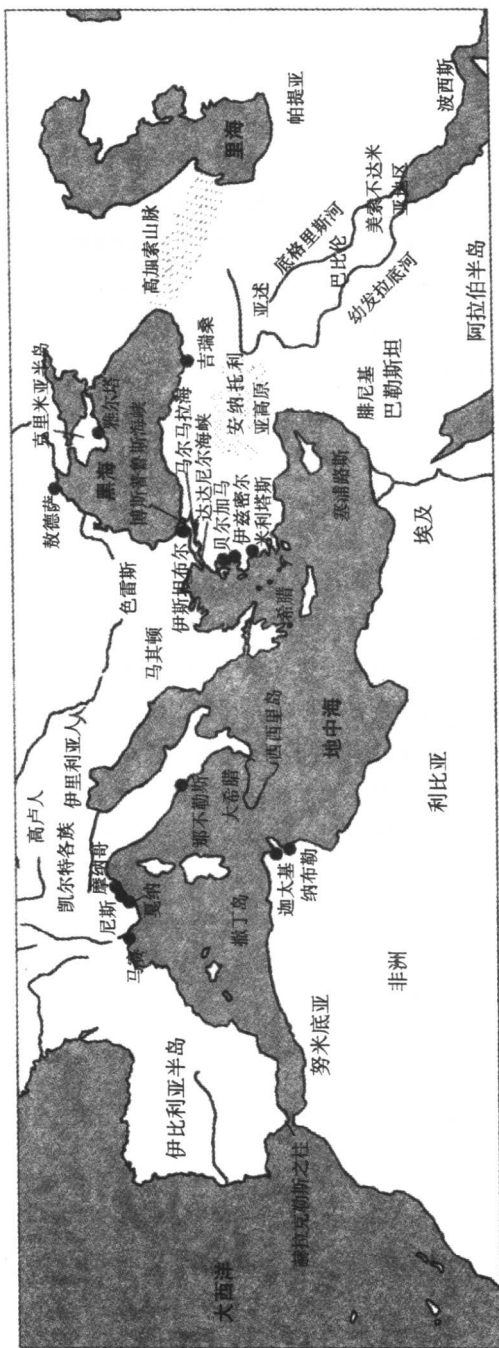 大西洋
赫拉克勒斯之柱
伊比利亚半岛
努米底亚
非洲
利比亚
高卢人
凯尔特各族
伊里利亚人
马赛
尼斯
摩纳哥
戛纳
撒丁岛
那不勒斯
大希腊
西西里岛
迦太基
纳布勒
地中海
马其顿
色雷斯
希腊
伊斯坦布尔
敖德萨
克里米亚半岛
雅尔塔
黑海
博斯普鲁斯海峡
马尔马拉海
达达尼尔海峡
贝尔加马
伊兹密尔
米利塔斯
吉瑞桑
安纳托利
亚高原
塞浦路斯
埃及
腓尼基
巴勒斯坦
高加索山脉
里海
帕提亚
亚述
底格里斯河
巴比伦
幼发拉底河
美索不达米
亚地区
阿拉伯半岛
波西斯